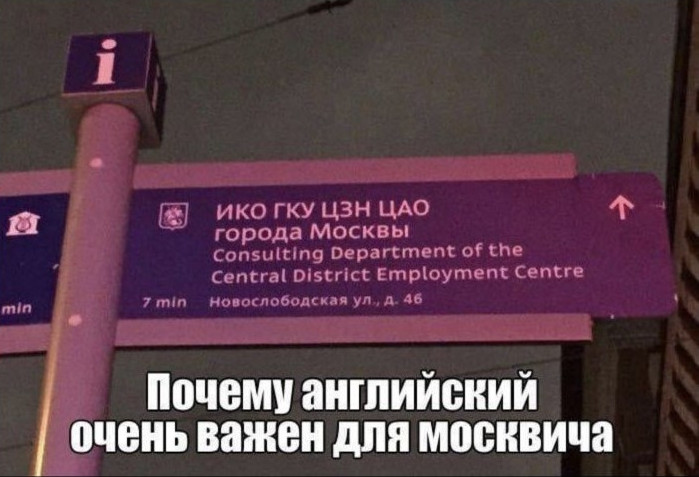 i
ИКО ГКУ ЦЗН ЦАО
города Москвы
Consulting Department of the
Central District Employment Centre
min
7 min Новослободская ул., д. 46
Почему английский
очень важен для москвича